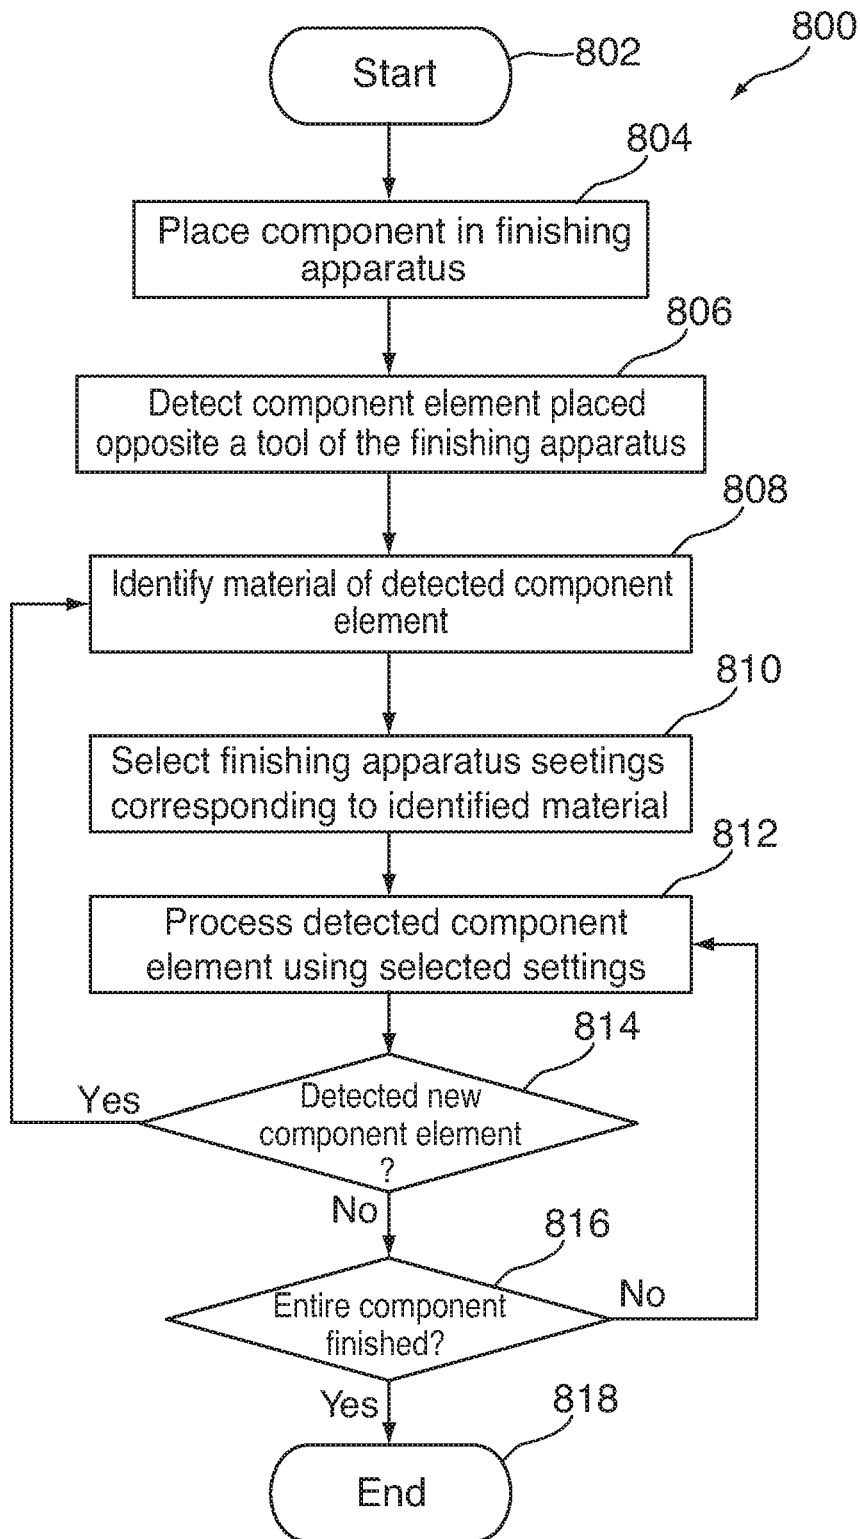 800
Start
802
804
Place component in finishing
apparatus
806
Detect component element placed
opposite a tool of the finishing apparatus
808
Identify material of detected component
element
810
Select finishing apparatus seetings
corresponding to identified material
812
Process detected component
element using selected settings
814
Yes
Detected new
component element
?
No
816
Entire component
finished?
No
Yes
818
End